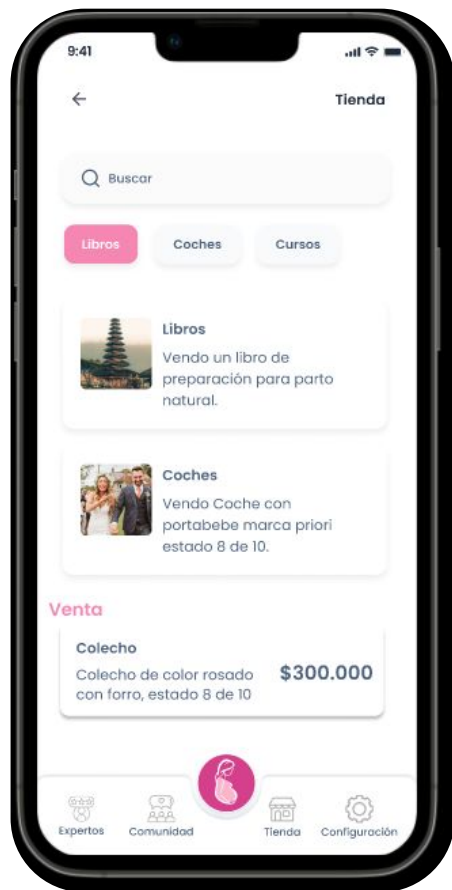 9:41
Tienda
Buscar
Libros
Coches
Cursos
Libros
Vendo un libro de
preparación para parto
natural.
Coches
Vendo Coche con
portabebe marca priori
estado 8 de 10.
Venta
Colecho
Colecho de color rosado
con forro, estado 8 de 10
$300.000
Expertos
Comunidad
Tienda
Configuración